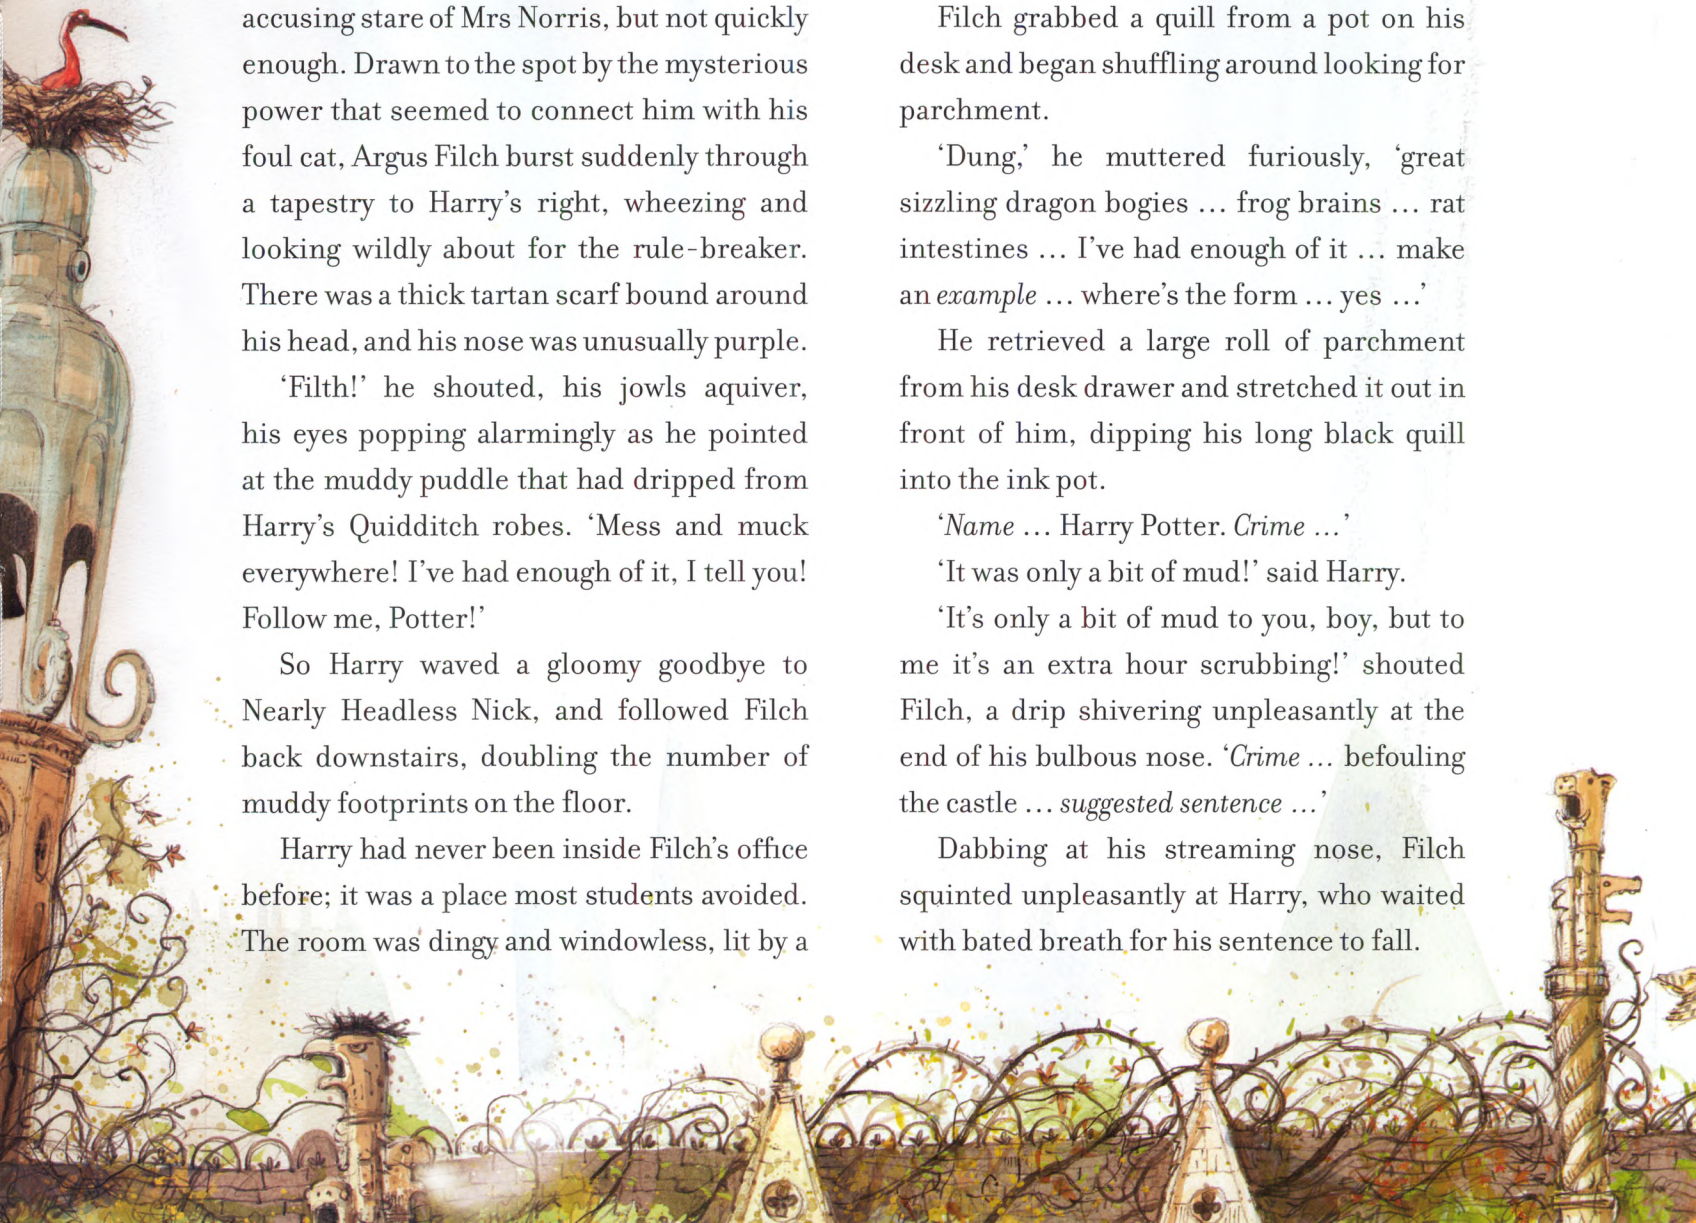 accusing stare of Mrs Norris, but not quickly
enough. Drawn to the spot by the mysterious
power that seemed to connect him with his
foul cat, Argus Filch burst suddenly through
a tapestry to Harry’s right, wheezing and
looking wildly about for the rule-breaker.
There was a thick tartan scarf bound around
his head, and his nose was unusually purple.
‘Filth!’ he shouted, his jowls aquiver,
his eyes popping alarmingly as he pointed
at the muddy puddle that had dripped from
Harry’s Quidditch robes. ‘Mess and muck
everywhere! I’ve had enough of it, I tell you!
Follow me, Potter!’
So Harry waved a gloomy goodbye to
Nearly Headless Nick, and followed Filch
back downstairs, doubling the number of
muddy footprints on the floor.
Harry had never been inside Filch’s office
before; it was a place most students avoided.
The room was dingy and windowless, lit by a
Filch grabbed a quill from a pot on his
desk and began shuffling around looking for
parchment.
‘Dung,’ he muttered furiously, ‘great
sizzling dragon bogies … frog brains … rat
intestines … I’ve had enough of it … make
an example … where’s the form … yes …’
He retrieved a large roll of parchment
from his desk drawer and stretched it out in
front of him, dipping his long black quill
into the ink pot.
‘Name … Harry Potter. Crime …’
‘It was only a bit of mud!’ said Harry.
‘It’s only a bit of mud to you, boy, but to
me it’s an extra hour scrubbing!’ shouted
Filch, a drip shivering unpleasantly at the
end of his bulbous nose. ‘Crime … befouling
the castle … suggested sentence …’
Dabbing at his streaming nose, Filch
squinted unpleasantly at Harry, who waited
with bated breath for his sentence to fall.